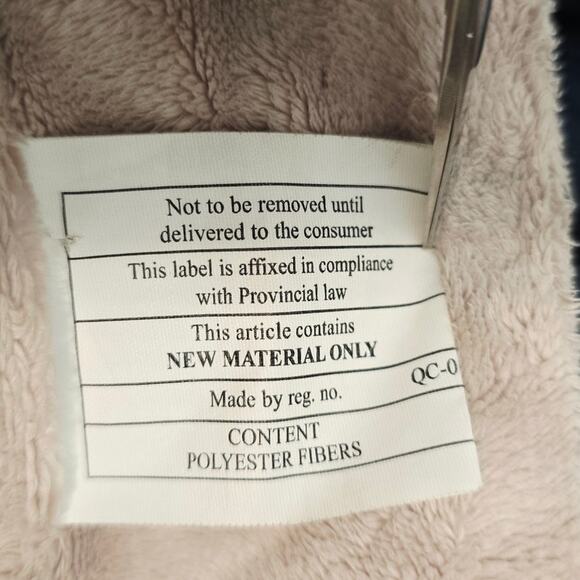 Not to be removed until
delivered to the consumer
This label is affixed in compliance
with Provincial law
This article contains
NEW MATERIAL ONLY
Made by reg. no. QC-0
CONTENT
POLYESTER FIBERS